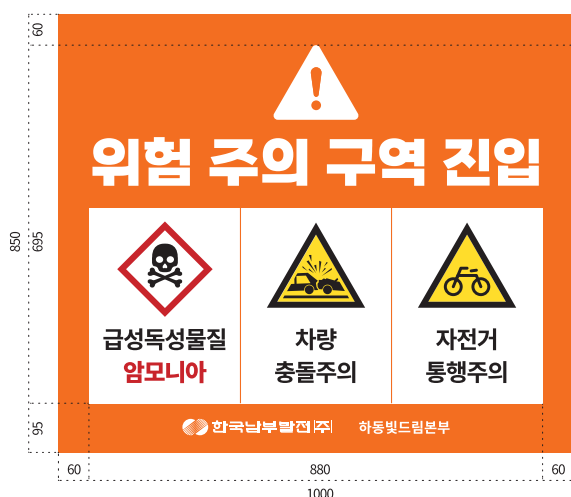 60
위험 주의 구역 진입
850
695
급성독성물질
암모니아
차량
충돌주의
자전거
통행주의
95
한국남부발전(주) 하동빛드림본부
60 880 60
1000